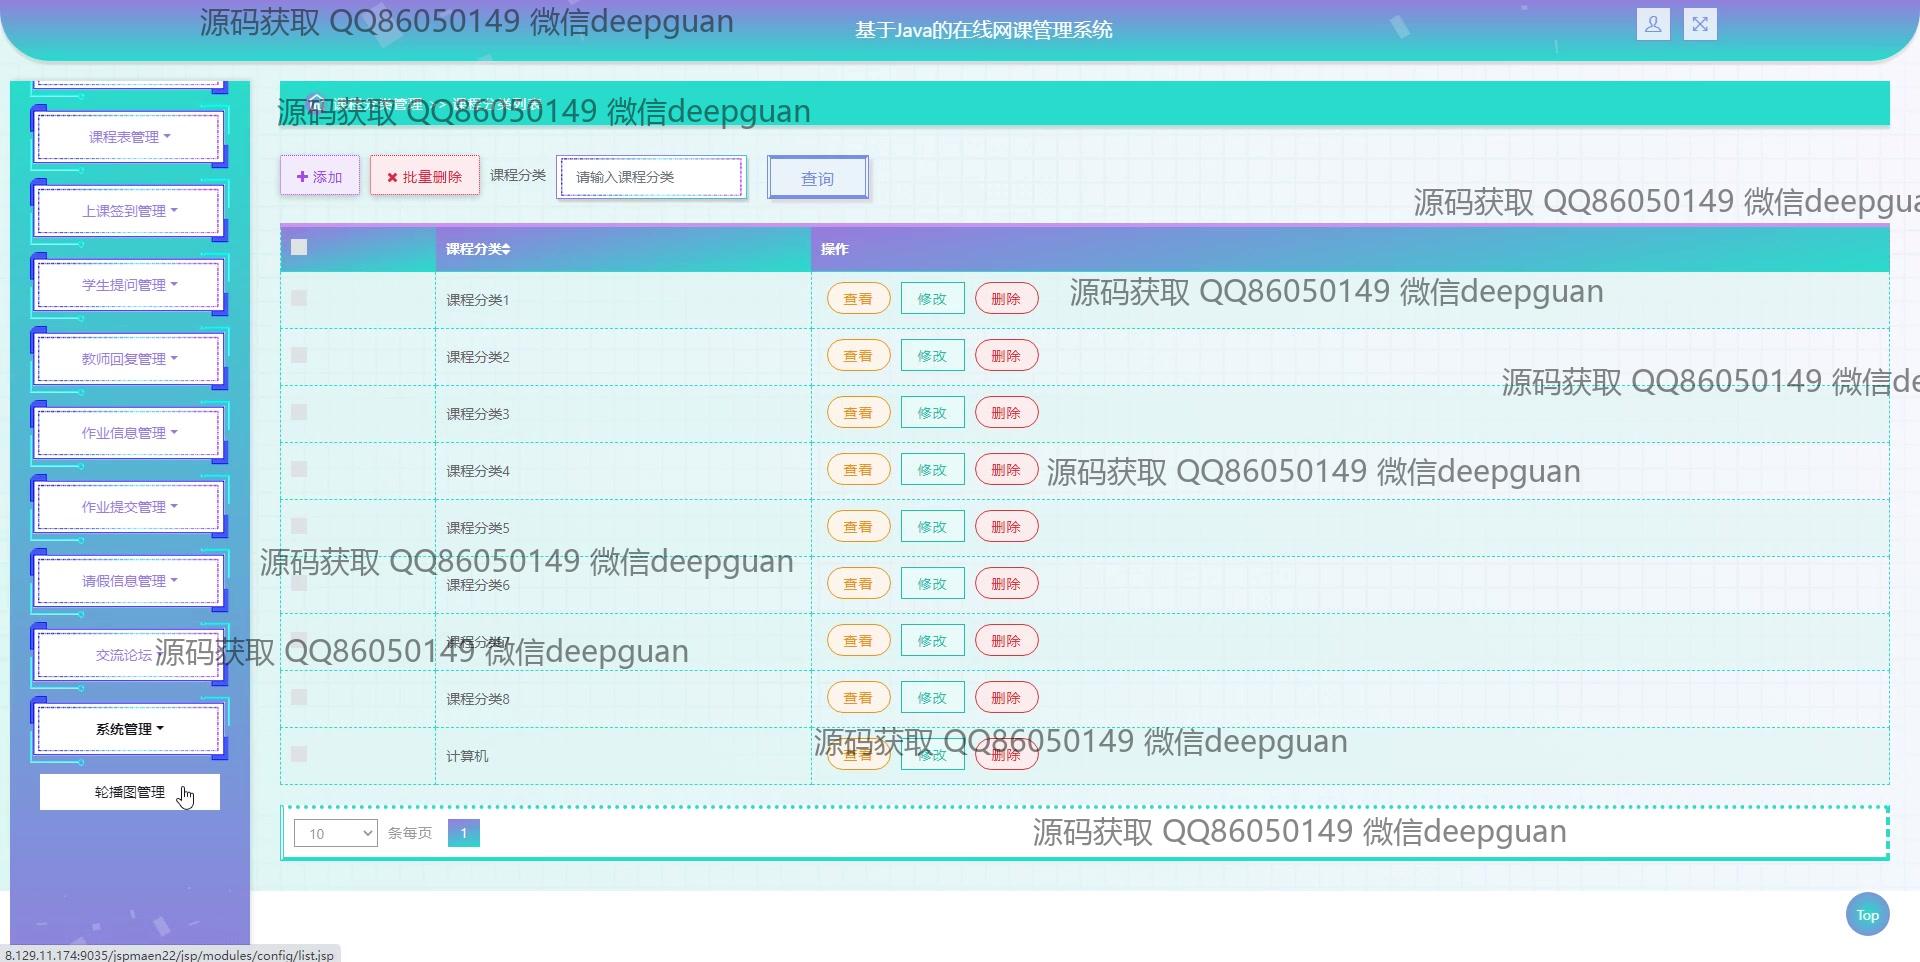 源码获取 QQ86050149 微信deepguan
基于Java的在线网课管理系统
课程分类管理 >> 课程分类列表
源码获取 QQ86050149 微信deepguan
课程表管理
上课签到管理
学生提问管理
教师回复管理
作业信息管理
作业提交管理
请假信息管理
交流论坛
系统管理
轮播图管理
添加 批量删除 课程分类 请输入课程分类 查询
源码获取 QQ86050149 微信deepgua
课程分类 操作
课程分类1 查看 修改 删除
源码获取 QQ86050149 微信deepguan
课程分类2 查看 修改 删除
源码获取 QQ86050149 微信de
课程分类3 查看 修改 删除
课程分类4 查看 修改 删除
源码获取 QQ86050149 微信deepguan
课程分类5 查看 修改 删除
源码获取 QQ86050149 微信deepguan
课程分类6 查看 修改 删除
课程分类7 查看 修改 删除
源码获取 QQ86050149 微信deepguan
课程分类8 查看 修改 删除
计算机 查看 修改 删除
源码获取 QQ86050149 微信deepguan
10 条每页 1
源码获取 QQ86050149 微信deepguan
Top
8.129.11.174:9035/jspmaen22/jsp/modules/config/list.jsp